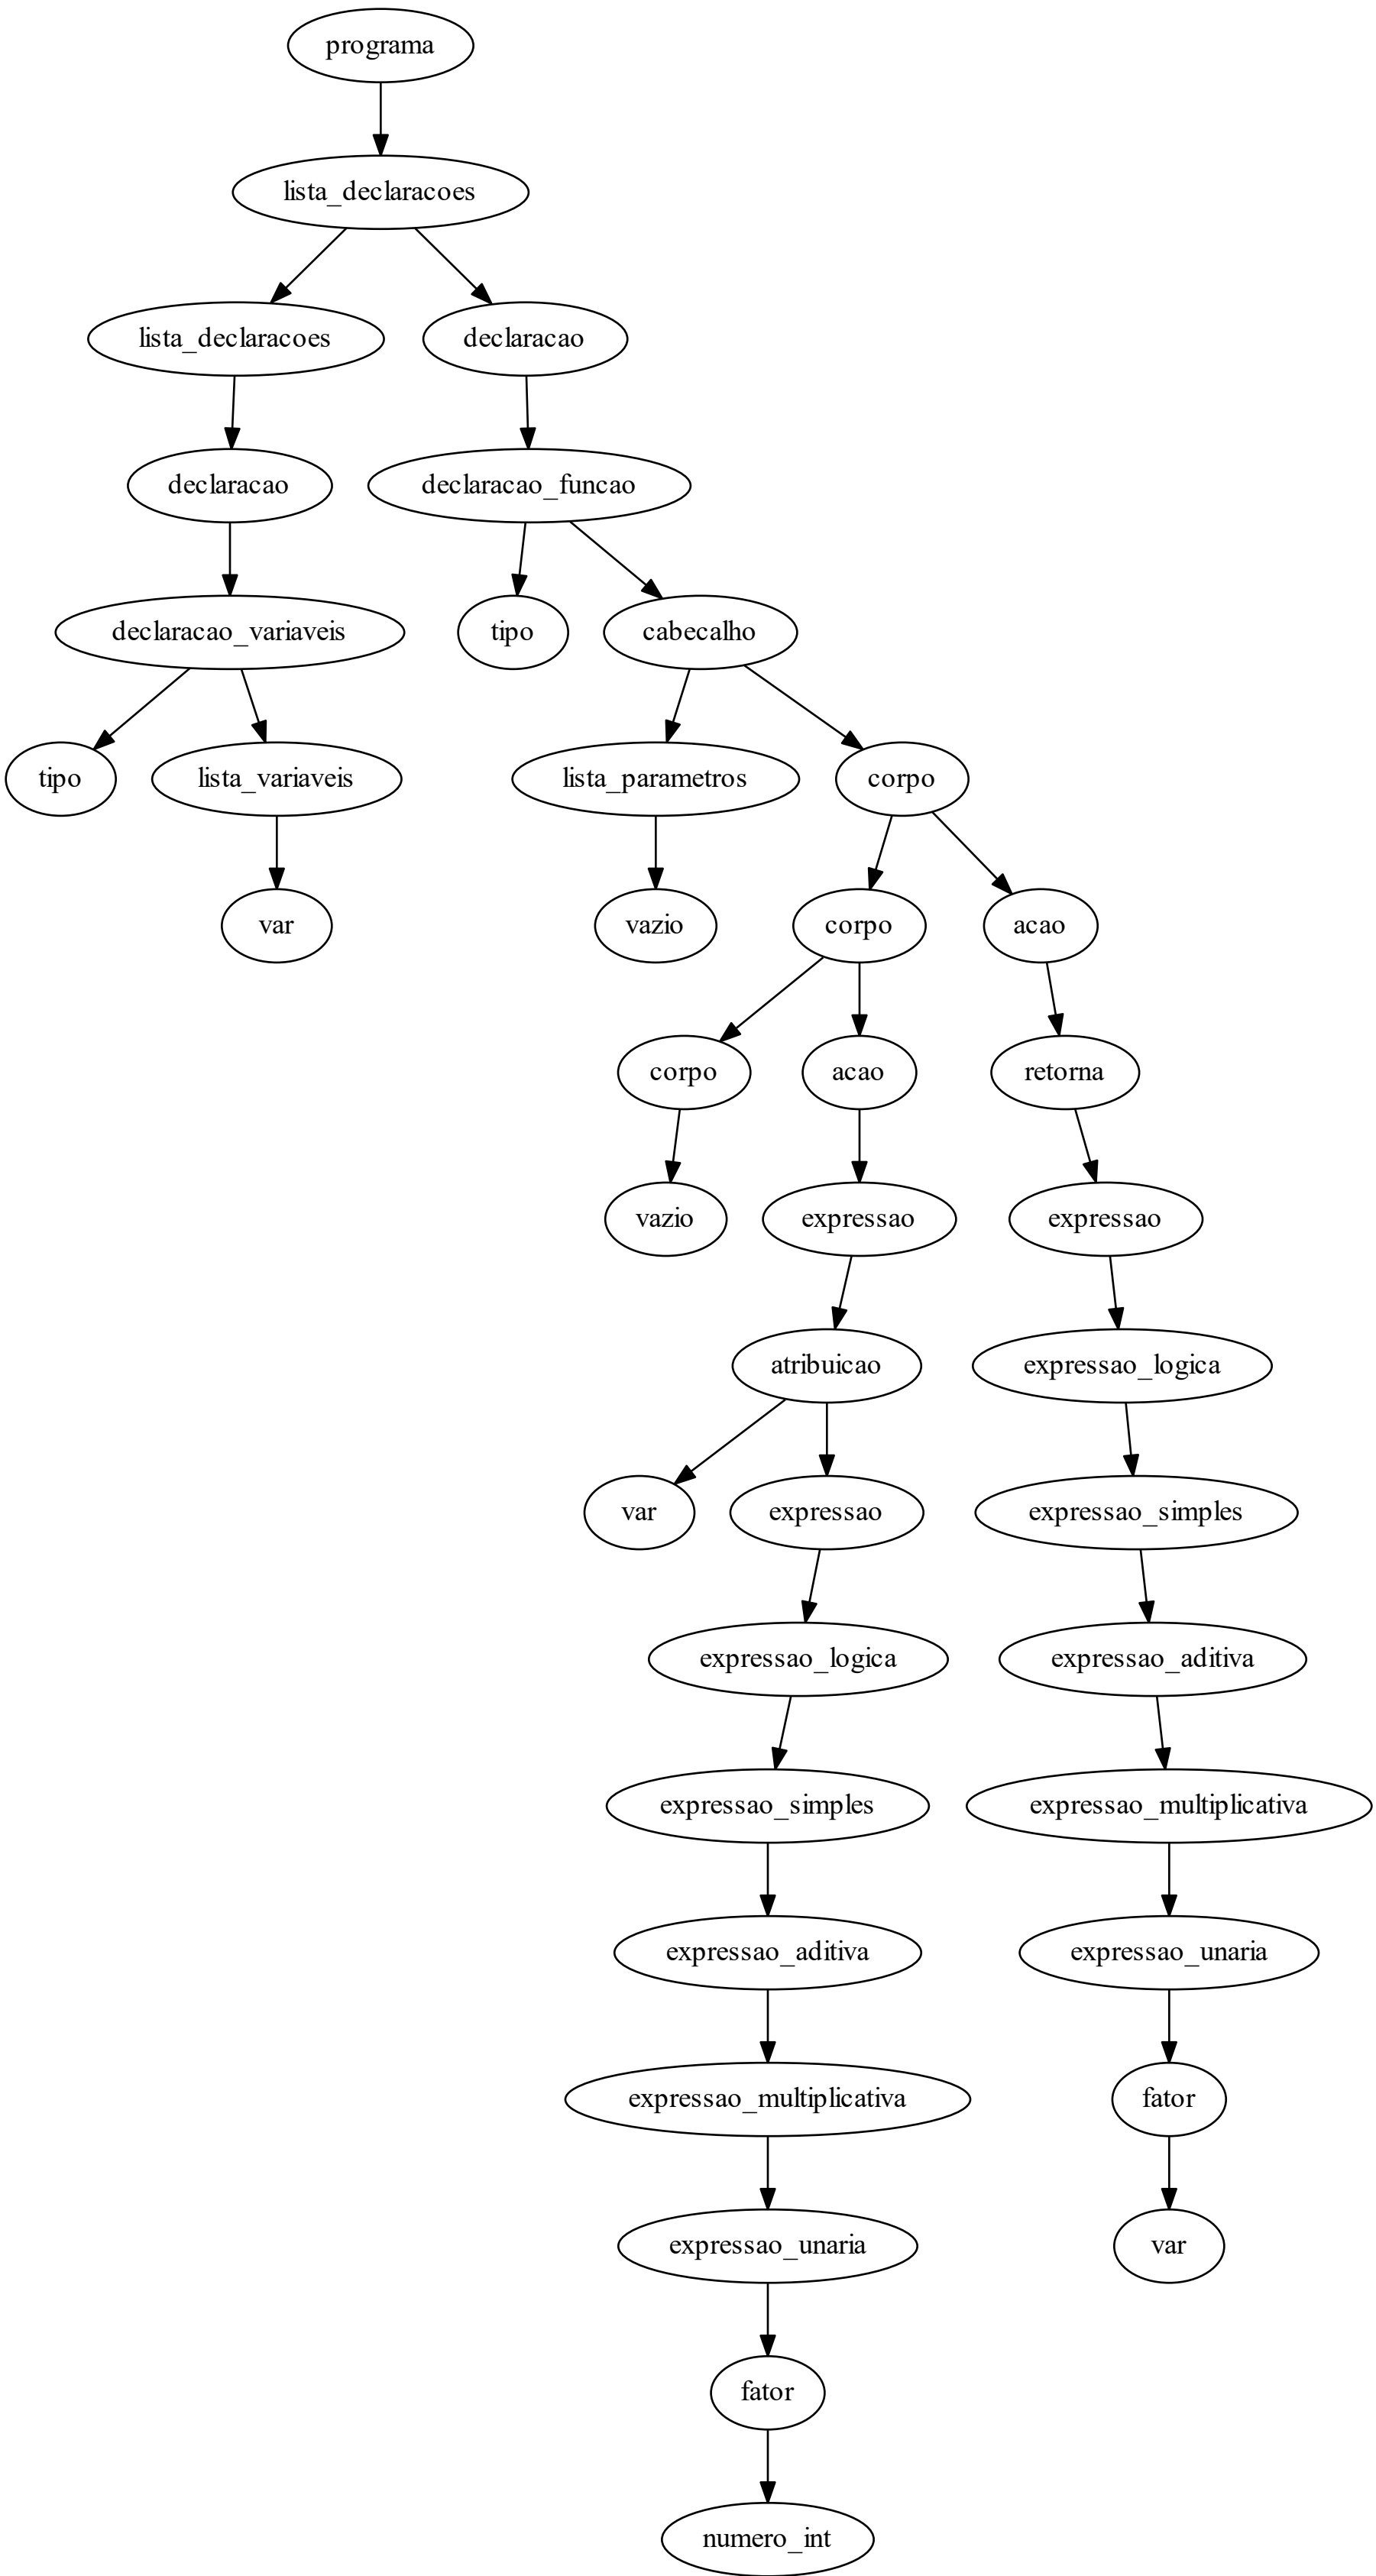 programa
lista_declaracoes
lista_declaracoes
declaracao
declaracao
declaracao_funcao
declaracao_variaveis
tipo
cabecalho
tipo
lista_variaveis
lista_parametros
corpo
var
vazio
corpo
acao
corpo
acao
retorna
vazio
expressao
expressao
atribuicao
expressao_logica
var
expressao
expressao_simples
expressao_logica
expressao_aditiva
expressao_simples
expressao_multiplicativa
expressao_aditiva
expressao_unaria
expressao_multiplicativa
fator
expressao_unaria
var
fator
numero_int